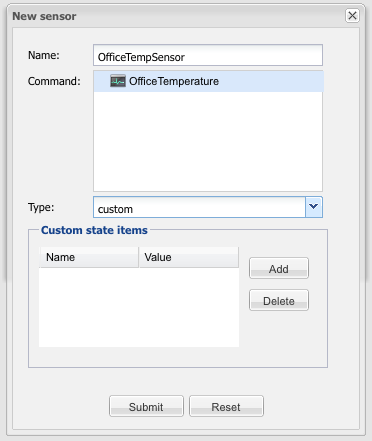 New sensor
Name: OfficeTempSensor
Command: OfficeTemperature
Type: custom
Custom state items
Name Value
Add
Delete
Submit Reset